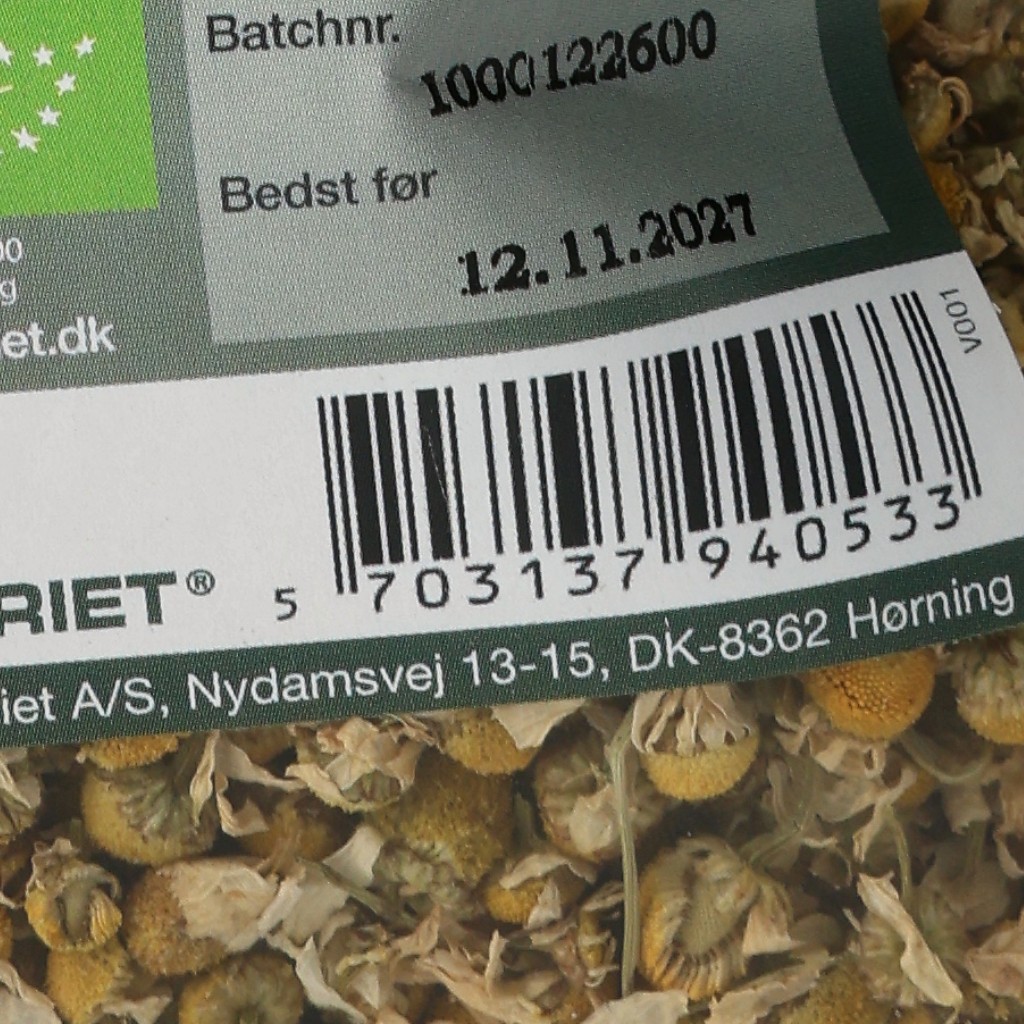 Batchnr.
1000122600
Bedst før
12.11.2027
00
g
et.dk
V001
5 703137 940533
RIET®
iet A/S, Nydamsvej 13-15, DK-8362 Hørning